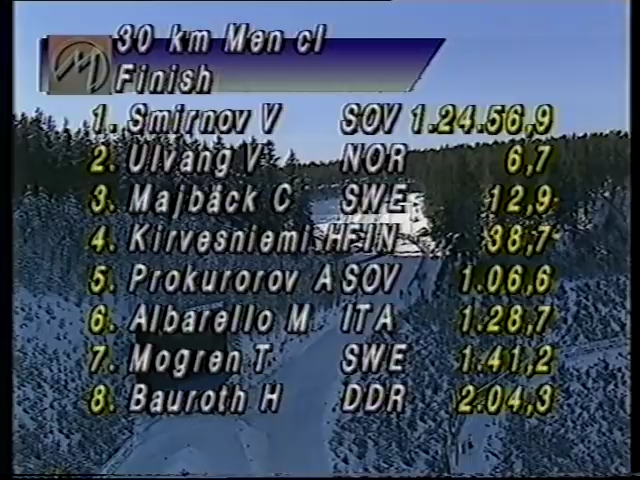 30 km Men cl
Finish
1. Smirnov V SOV 1.24.56,9
2. Ulvang V NOR 6,7
3. Majbäck C SWE 12,9
4. Kirvesniemi H FIN 38,7
5. Prokurorov A SOV 1.06,6
6. Albarello M ITA 1.28,7
7. Mogren T SWE 1.41,2
8. Bauroth H DDR 2.04,3